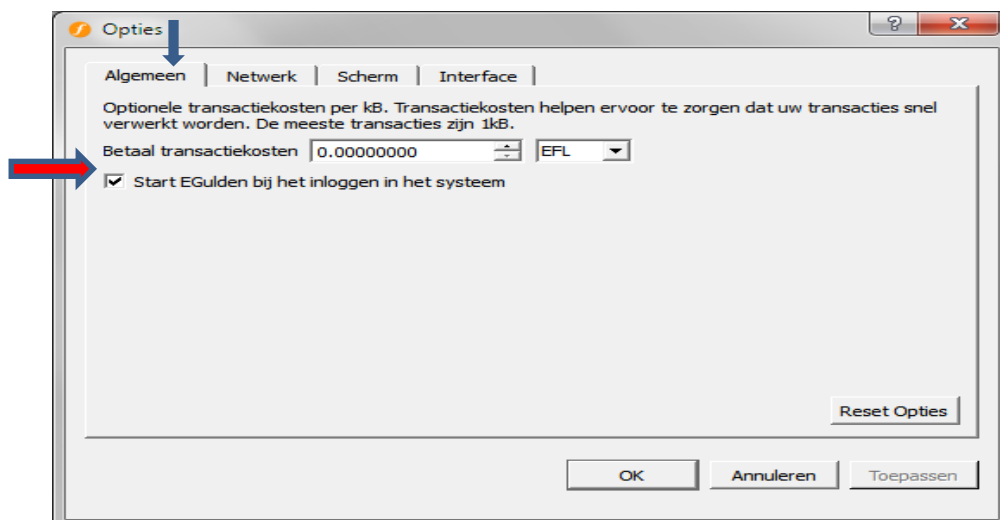 Opties
Algemeen Netwerk Scherm Interface
Optionele transactiekosten per kB. Transactiekosten helpen ervoor te zorgen dat uw transacties snel
verwerkt worden. De meeste transacties zijn 1kB.
Betaal transactiekosten 0.00000000 EFL
Start EGulden bij het inloggen in het systeem
Reset Opties
OK Annuleren Toepassen